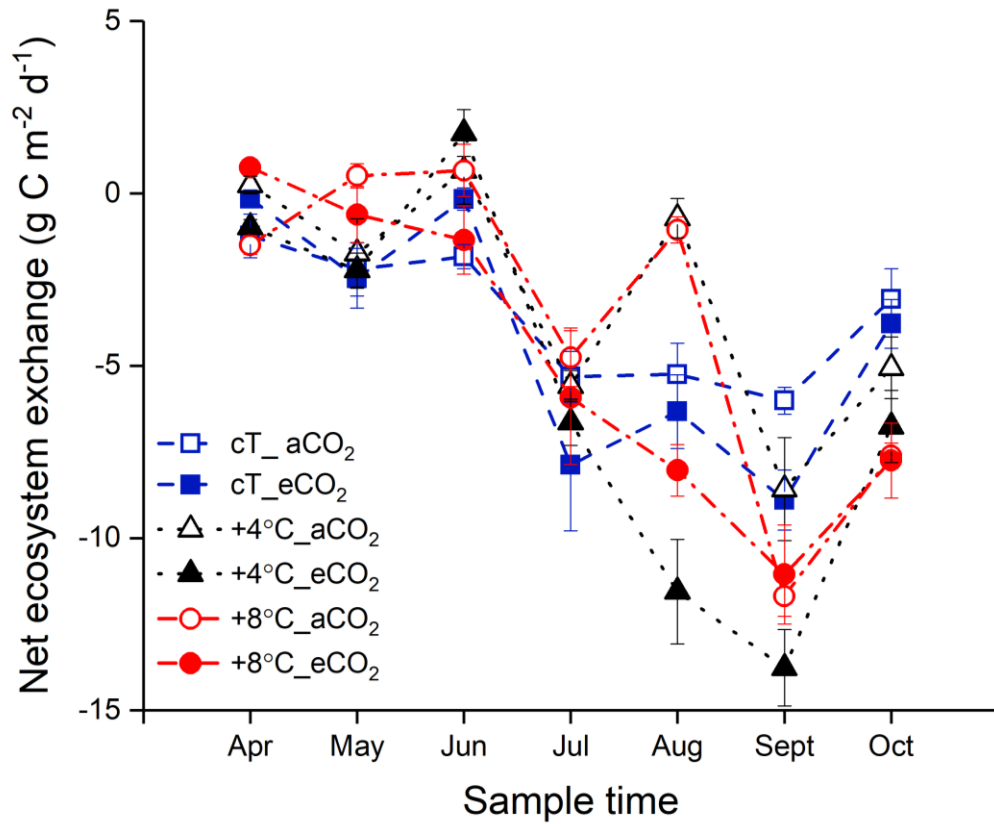 Net ecosystem exchange (g C m⁻² d⁻¹)
5
0
-5
-10
-15
cT_ aCO₂
cT_eCO₂
+4°C_aCO₂
+4°C_eCO₂
+8°C_aCO₂
+8°C_eCO₂
Apr May Jun Jul Aug Sept Oct
Sample time